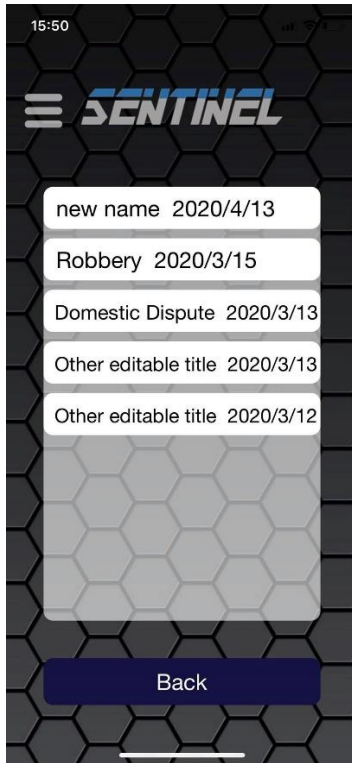 15:50
SENTINEL
new name 2020/4/13
Robbery 2020/3/15
Domestic Dispute 2020/3/13
Other editable title 2020/3/13
Other editable title 2020/3/12
Back